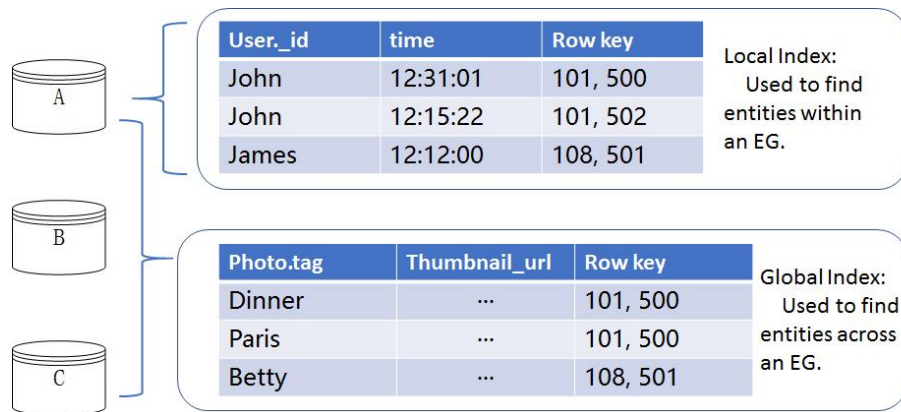 User._id time Row key
John 12:31:01 101, 500
John 12:15:22 101, 502
James 12:12:00 108, 501
Local Index:
Used to find
entities within
an EG.
A
B
C
Photo.tag Thumbnail_url Row key
Dinner ... 101, 500
Paris ... 101, 500
Betty ... 108, 501
Global Index:
Used to find
entities across
an EG.